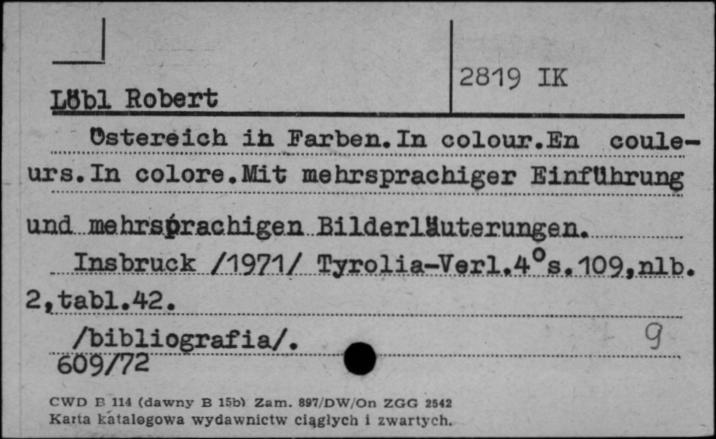 2819 IK
Löbl Robert
Östereich in Farben.In colour.En coule-
urs.In colore.Mit mehrsprachiger Einführung
und mehrsprachigen Bilderläuterungen.
Insbruck /1971/ Tyrolia-Verl.4°s.109,nlb.
2,tabl.42.
/bibliografia/.
9
609/72
CWD B 114 (dawny B 15b) Zam. 897/DW/On ZGG 2542
Karta katalogowa wydawnictw ciągłych i zwartych.